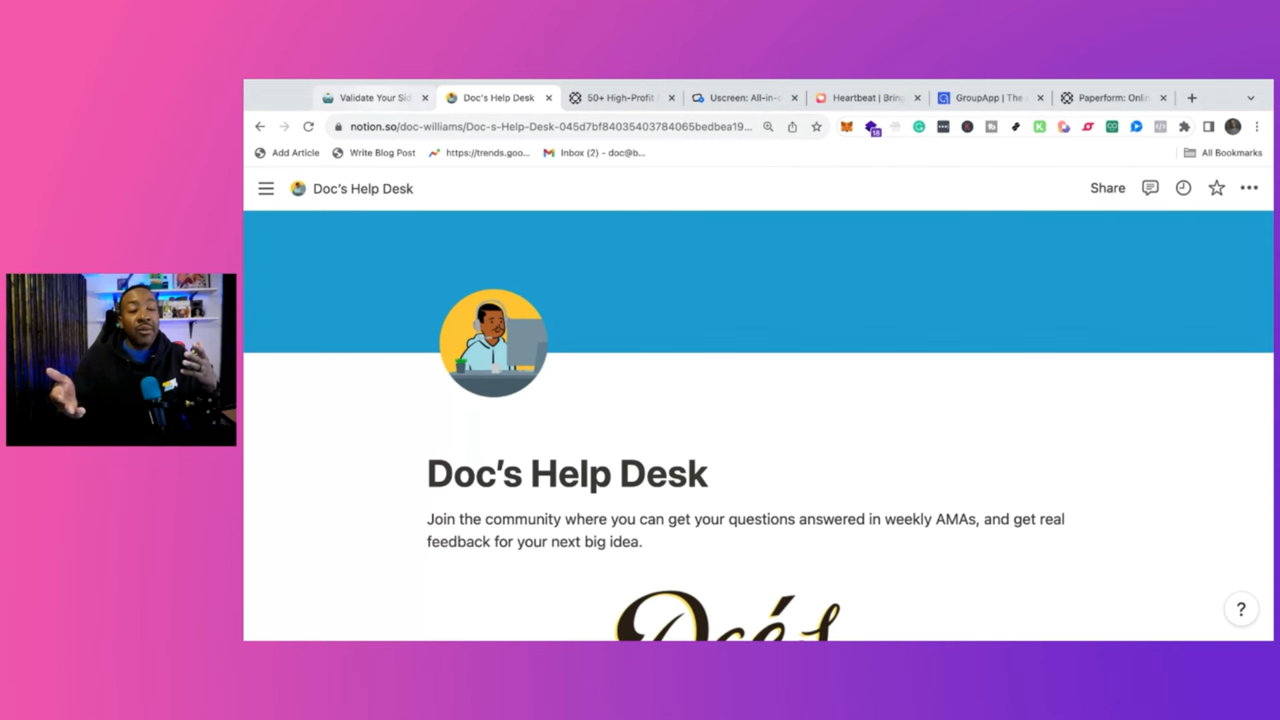 Validate Your Sid
Doc's Help Desk
50+ High-Profit
Uscreen: All-in-c
Heartbeat | Bring
GroupApp | The
Paperform: Onlin
notion.so/doc-williams/Doc-s-Help-Desk-045d7bf84035403784065bedbea19...
18
Add Article
Write Blog Post
https://trends.goo...
Inbox (2) - doc@b...
All Bookmarks
Doc's Help Desk
Share
Doc's Help Desk
Join the community where you can get your questions answered in weekly AMAs, and get real
feedback for your next big idea.
?